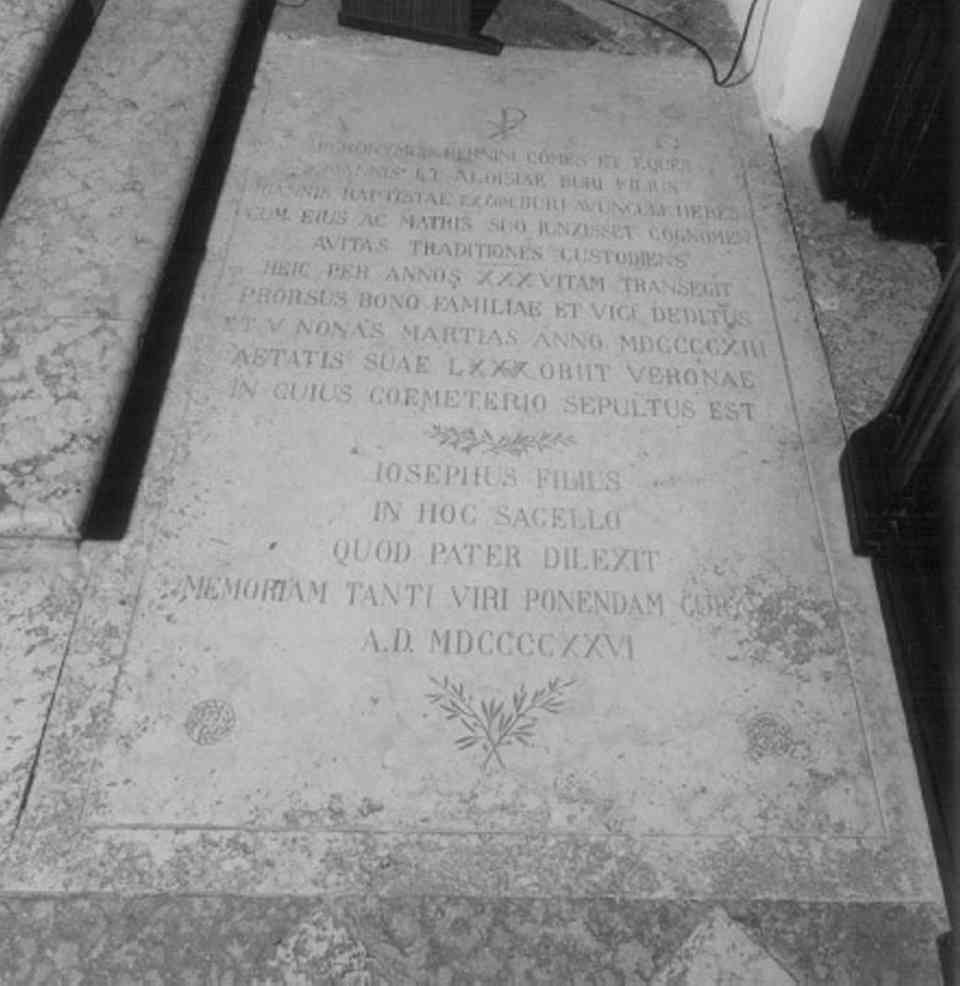 COMES ET EQUES
ET ALOISIAE BURI FILIUS
BAPTISTAE EX COM. BURI AVUNCULI HERES
CUM EIUS AC MATRIS SUO IUNXISSET COGNOMEN
AVITAS TRADITIONES CUSTODIENS
HEIC PER ANNOS XXX VITAM TRANSEGIT
PRORSUS BONO FAMILIAE ET VICI DEDITUS
ET V NONAS MARTIAS ANNO MDCCCCXIII
AETATIS SUAE LXXX OBIIT VERONAE
IN CUIUS COEMETERIO SEPULTUS EST
IOSEPHUS FILIUS
IN HOC SACELLO
QUOD PATER DILEXIT
MEMORIAM TANTI VIRI PONENDAM
A.D. MDCCCCXXVI